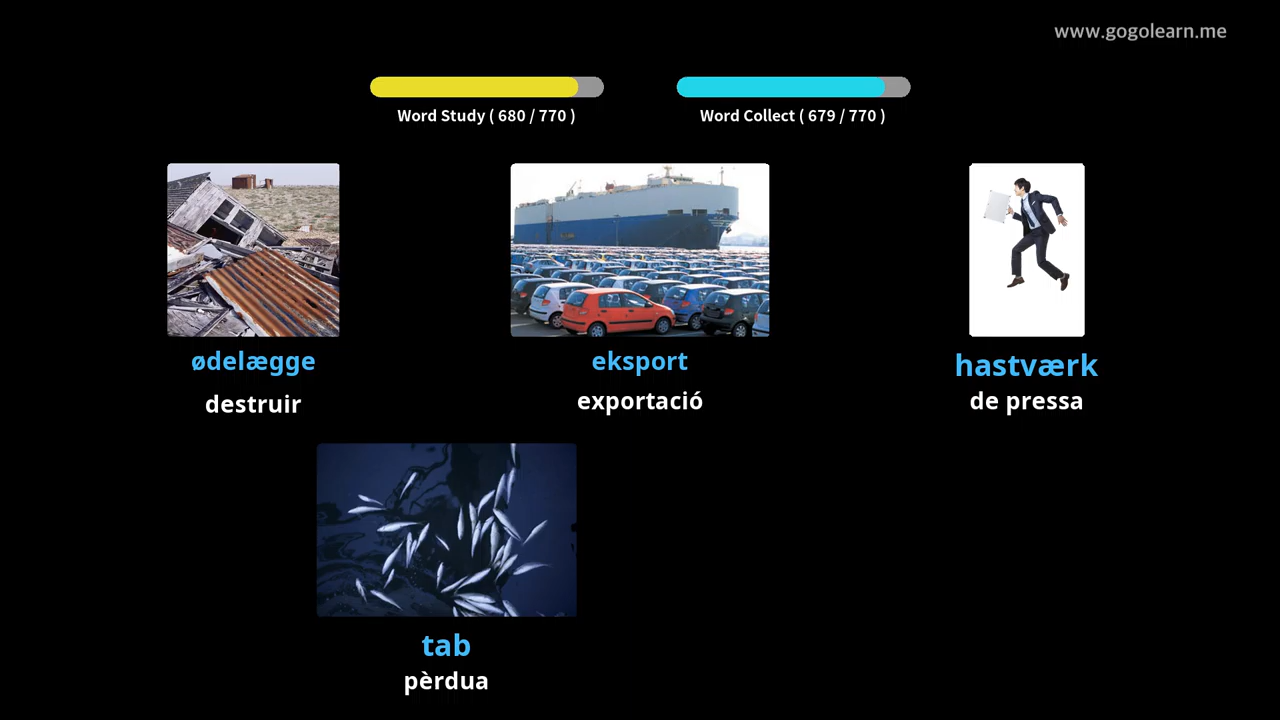 www.gogolearn.me
Word Study ( 680 / 770 )
Word Collect ( 679 / 770 )
ødelægge
destruir
eksport
exportació
hastværk
de pressa
tab
pèrdua